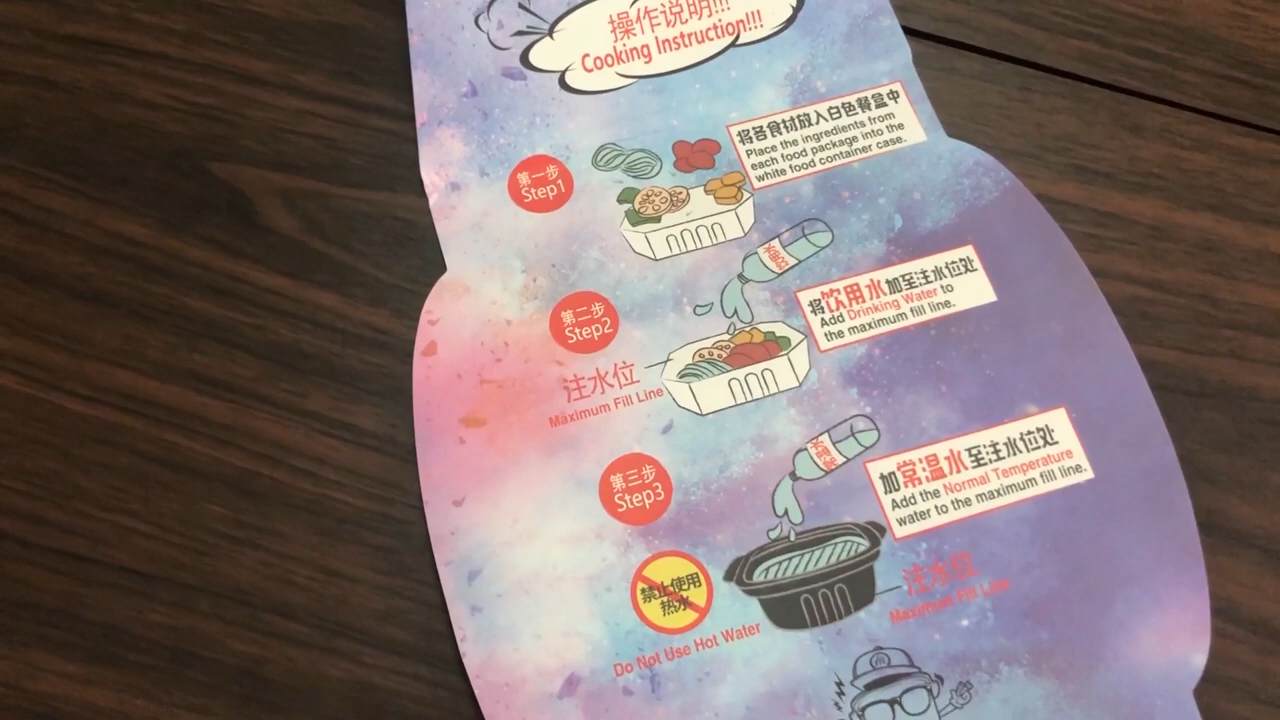 操作说明!!!
Cooking Instruction!!!
将各食材放入白色餐盒中
Place the ingredients from
each food package into the
white food container case.
第一步
Step1
将饮用水加至注水位处
Add Drinking Water to
the maximum fill line.
第二步
Step2
注水位
Maximum Fill Line
加常温水至注水位处
Add the Normal Temperature
water to the maximum fill line.
常温水
第三步
Step3
禁止使用
热水
Do Not Use Hot Water
注水位
Maximum Fill Line